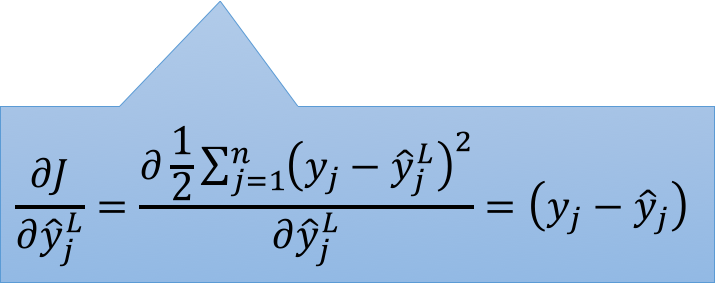 ∂J/∂ŷ_j^L = ∂ 1/2 ∑_{j=1}^{n} (y_j − ŷ_j^L)^2 / ∂ŷ_j^L = (y_j − ŷ_j)